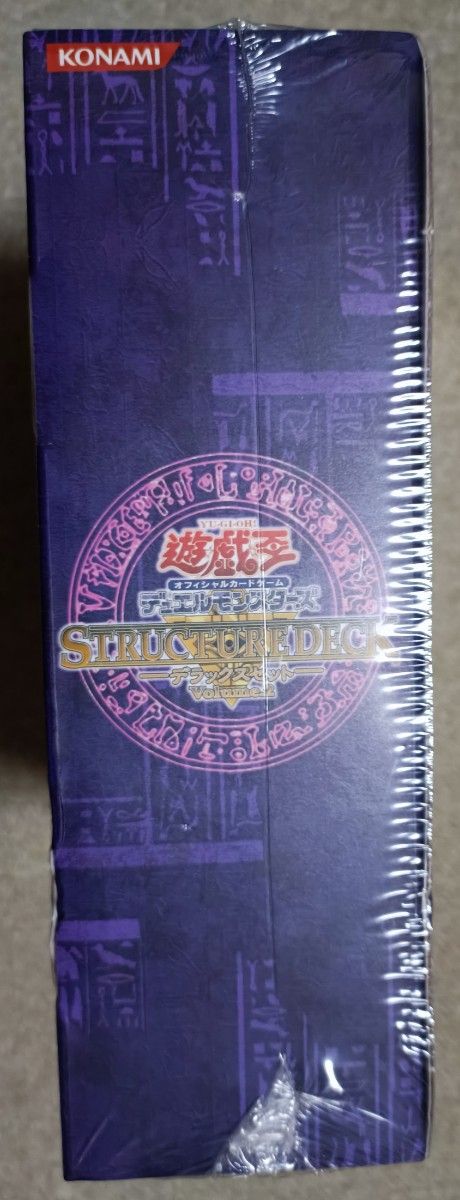 KONAMI
YU-GI-OH!
遊戯王
オフィシャルカードゲーム
デュエルモンスターズ
STRUCTURE DECK
デラックスセット
Volume.2